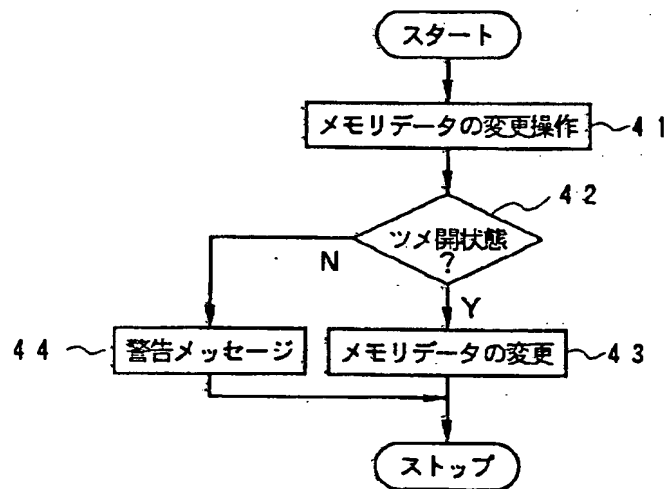 スタート
メモリデータの変更操作
41
42
ツメ開状態
?
N
Y
44
警告メッセージ
メモリデータの変更
43
ストップ